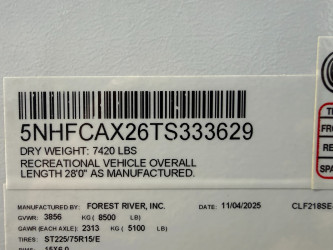 5NHFCAX26TS333629
DRY WEIGHT: 7420 LBS
RECREATIONAL VEHICLE OVERALL
LENGTH 28'0" AS MANUFACTURED.
MANUFACTURED BY: FOREST RIVER, INC. DATE: 11/04/2025 CLF218SE
GVWR: 3856 KG ( 8500 LB)
GAWR (EACH AXLE): 2313 KG ( 5100 LB)
TIRES: ST225/75R15/E